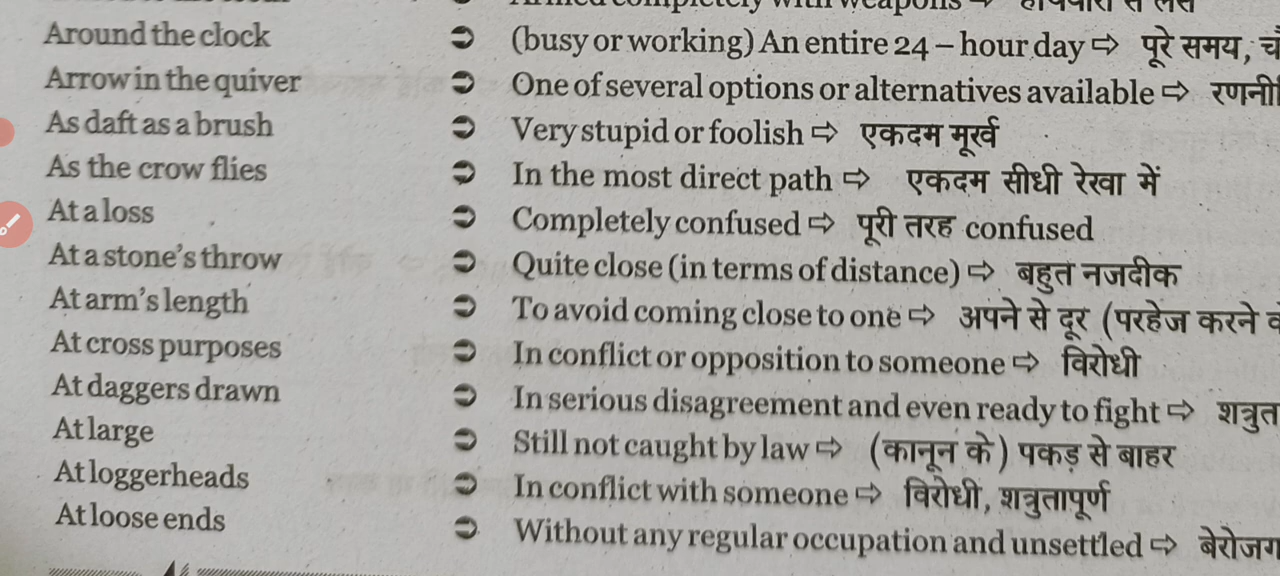 Armed completely with weapons ⇨ हथियारों से लैस
Around the clock ➲ (busy or working) An entire 24 – hour day ⇨ पूरे समय,
Arrow in the quiver ➲ One of several options or alternatives available ⇨
As daft as a brush ➲ Very stupid or foolish ⇨ एकदम मूर्ख
As the crow flies ➲ In the most direct path ⇨ एकदम सीधी रेखा में
At a loss ➲ Completely confused ⇨ पूरी तरह confused
At a stone's throw ➲ Quite close (in terms of distance) ⇨ बहुत नजदीक
At arm's length ➲ To avoid coming close to one ⇨ अपने से दूर (परहेज करने
At cross purposes ➲ In conflict or opposition to someone ⇨ विरोधी
At daggers drawn ➲ In serious disagreement and even ready to fight ⇨
At large ➲ Still not caught by law ⇨ (कानून के) पकड़ से बाहर
At loggerheads ➲ In conflict with someone ⇨ विरोधी, शत्रुतापूर्ण
At loose ends ➲ Without any regular occupation and unsettled ⇨